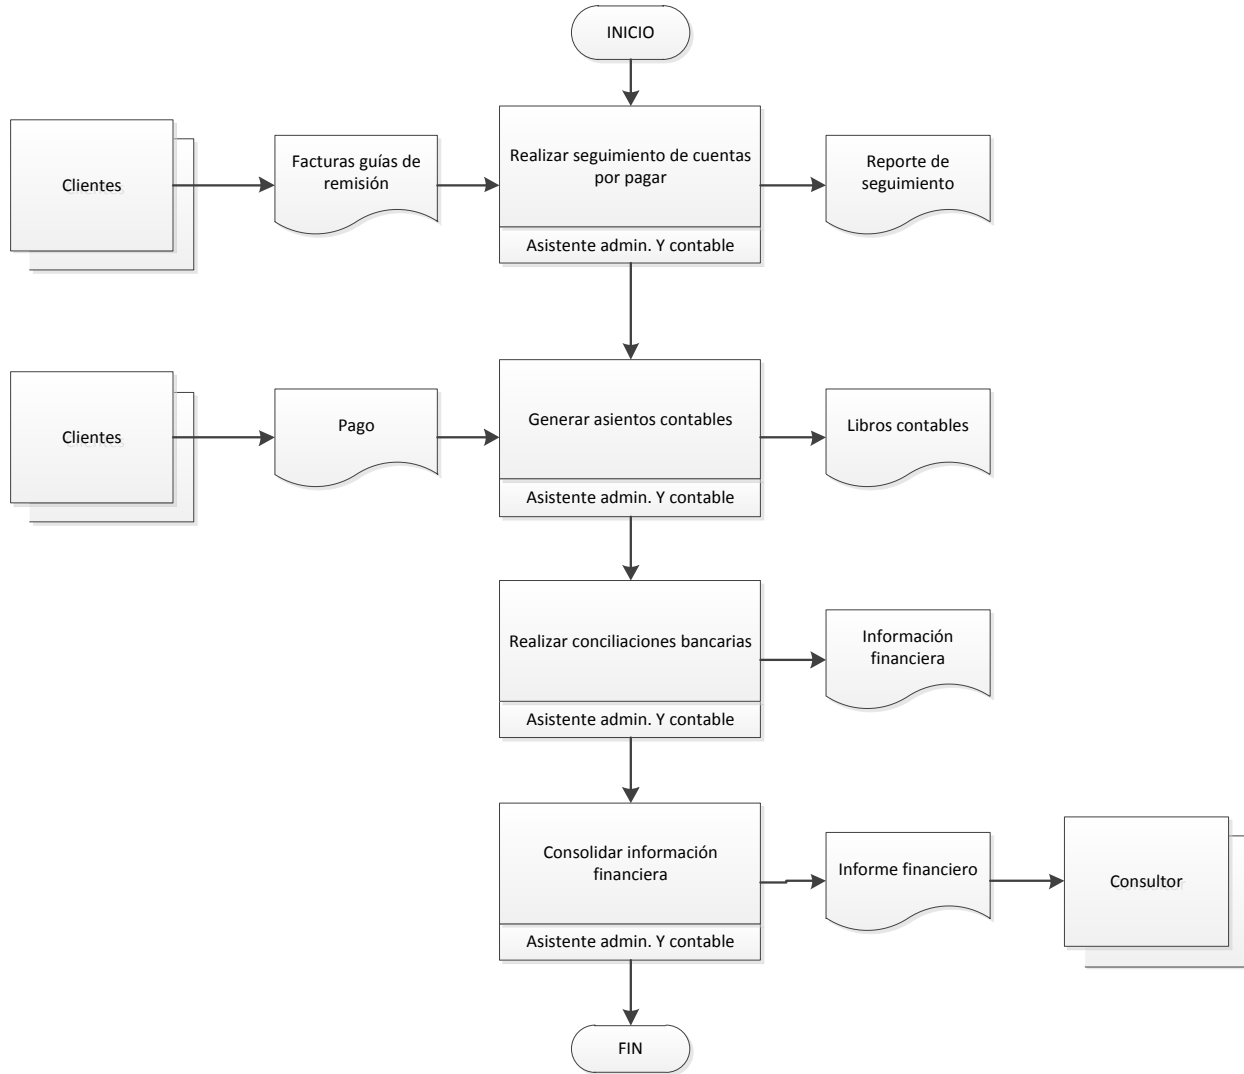 INICIO
Clientes
Facturas guías de
remisión
Realizar seguimiento de cuentas
por pagar
Asistente admin. Y contable
Reporte de
seguimiento
Clientes
Pago
Generar asientos contables
Asistente admin. Y contable
Libros contables
Realizar conciliaciones bancarias
Asistente admin. Y contable
Información
financiera
Consolidar información
financiera
Asistente admin. Y contable
Informe financiero
Consultor
FIN